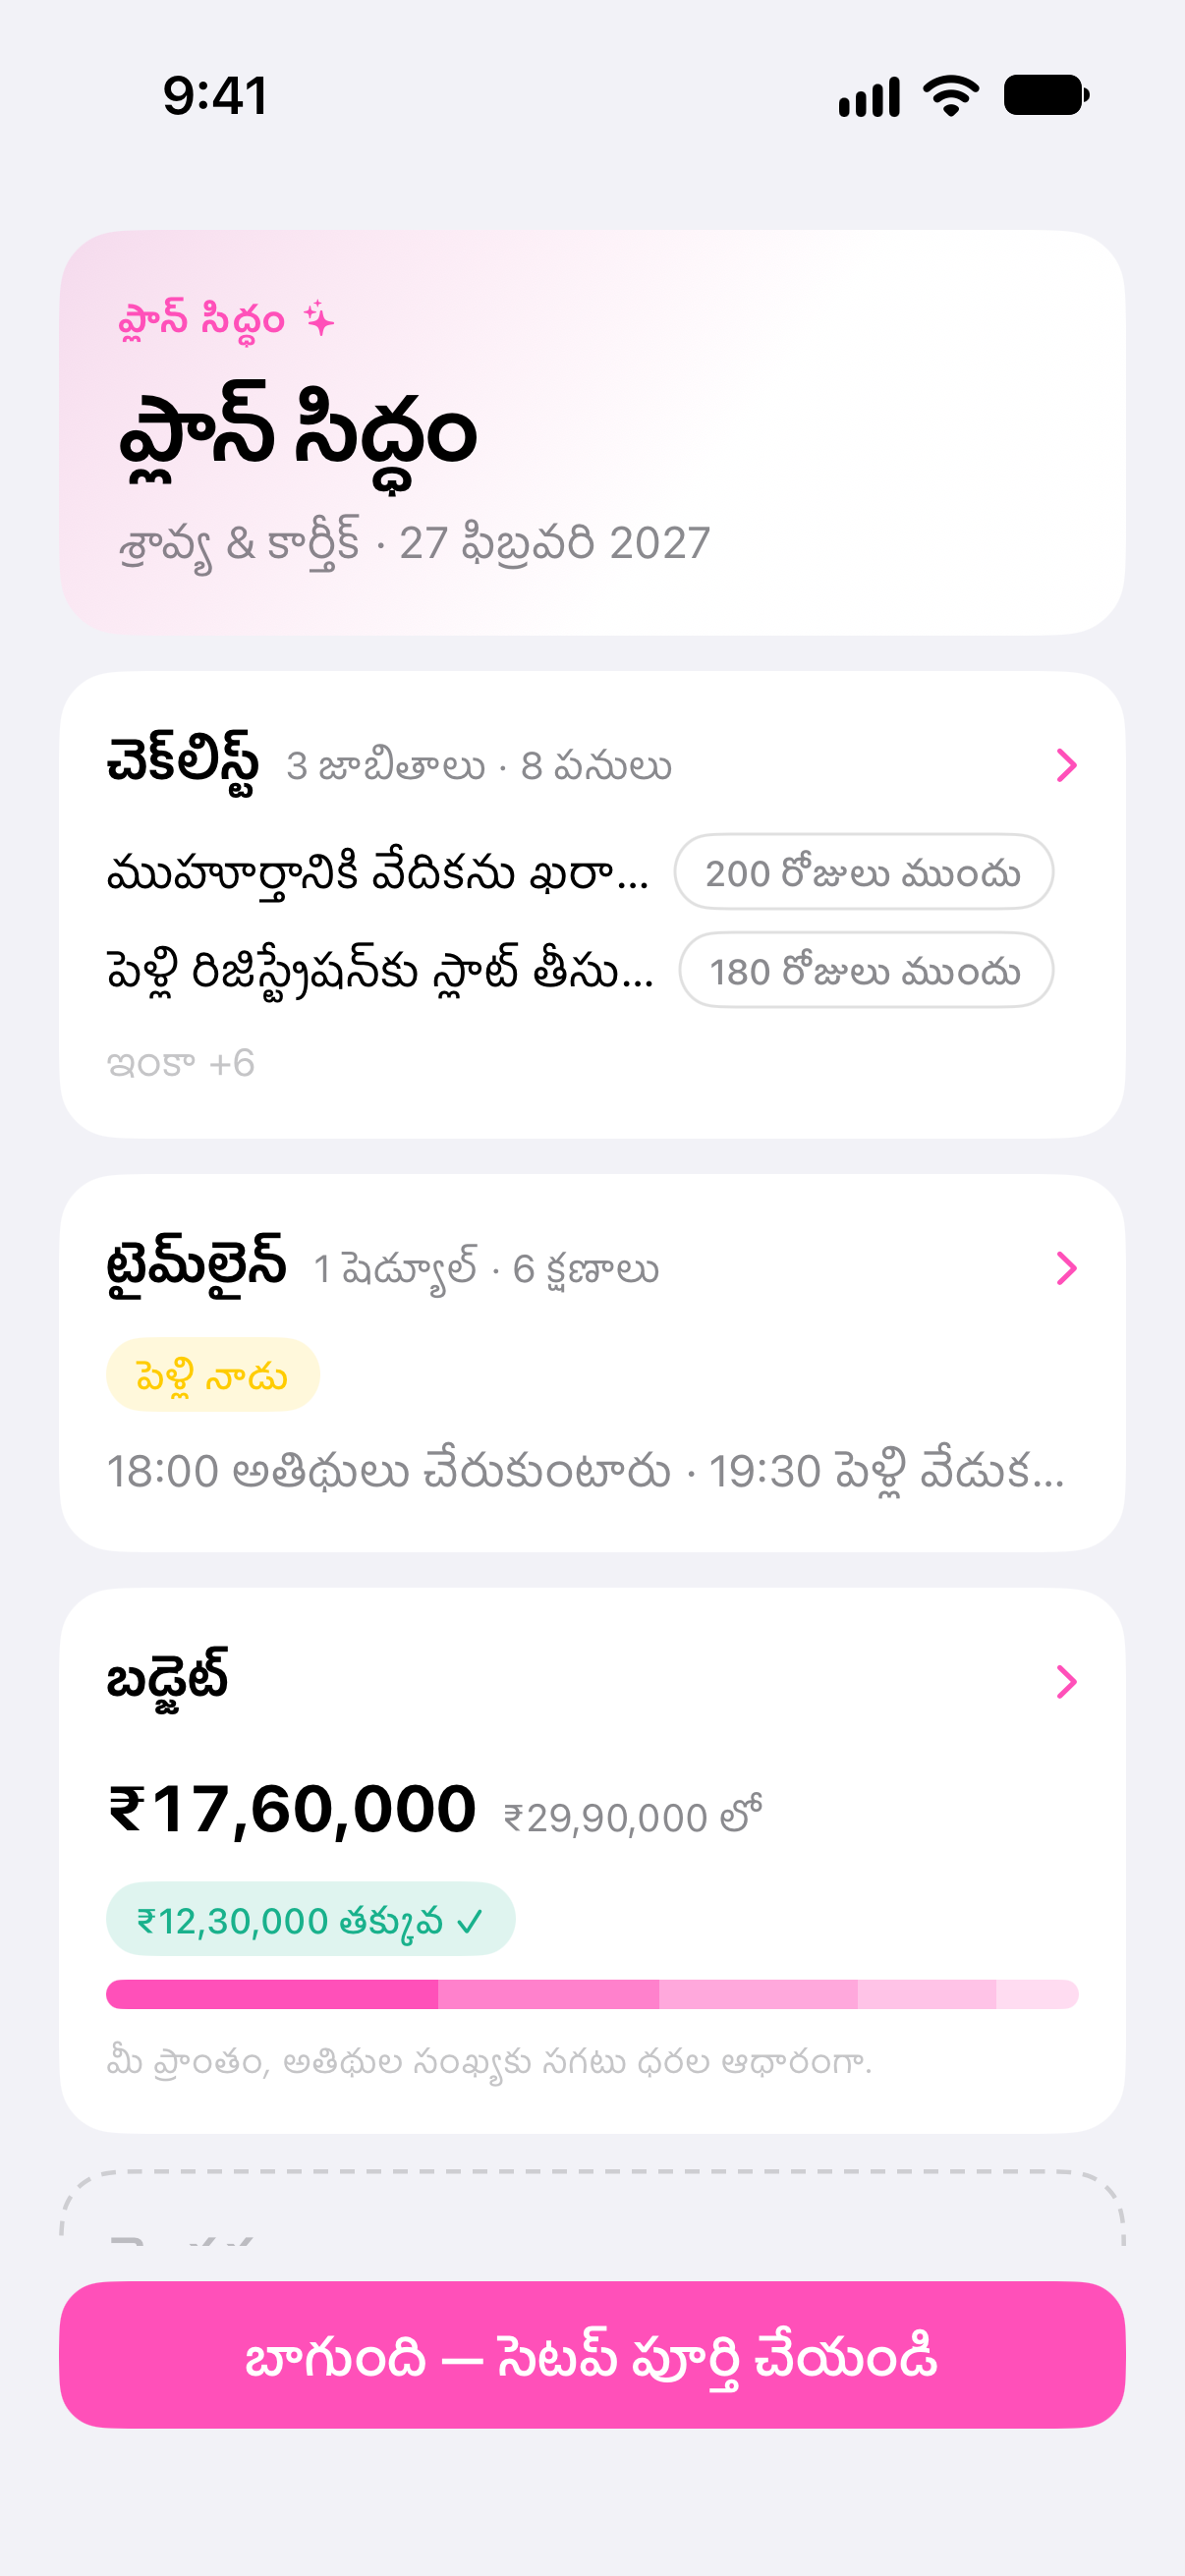 9:41
ప్లాన్ సిద్ధం
ప్లాన్ సిద్ధం
శ్రావ్య & కార్తీక్ · 27 ఫిబ్రవరి 2027
చెక్‌లిస్ట్ 3 జాబితాలు · 8 పనులు
ముహూర్తానికి వేదికను ఖరా... 200 రోజులు ముందు
పెళ్లి రిజిస్ట్రేషన్‌కు స్లాట్ తీసు... 180 రోజులు ముందు
ఇంకా +6
టైమ్‌లైన్ 1 షెడ్యూల్ · 6 క్షణాలు
పెళ్లి నాడు
18:00 అతిథులు చేరుకుంటారు · 19:30 పెళ్లి వేడుక...
బడ్జెట్
₹17,60,000 ₹29,90,000 లో
₹12,30,000 తక్కువ ✓
మీ ప్రాంతం, అతిథుల సంఖ్యకు సగటు ధరల ఆధారంగా.
బాగుంది — సెటప్ పూర్తి చేయండి